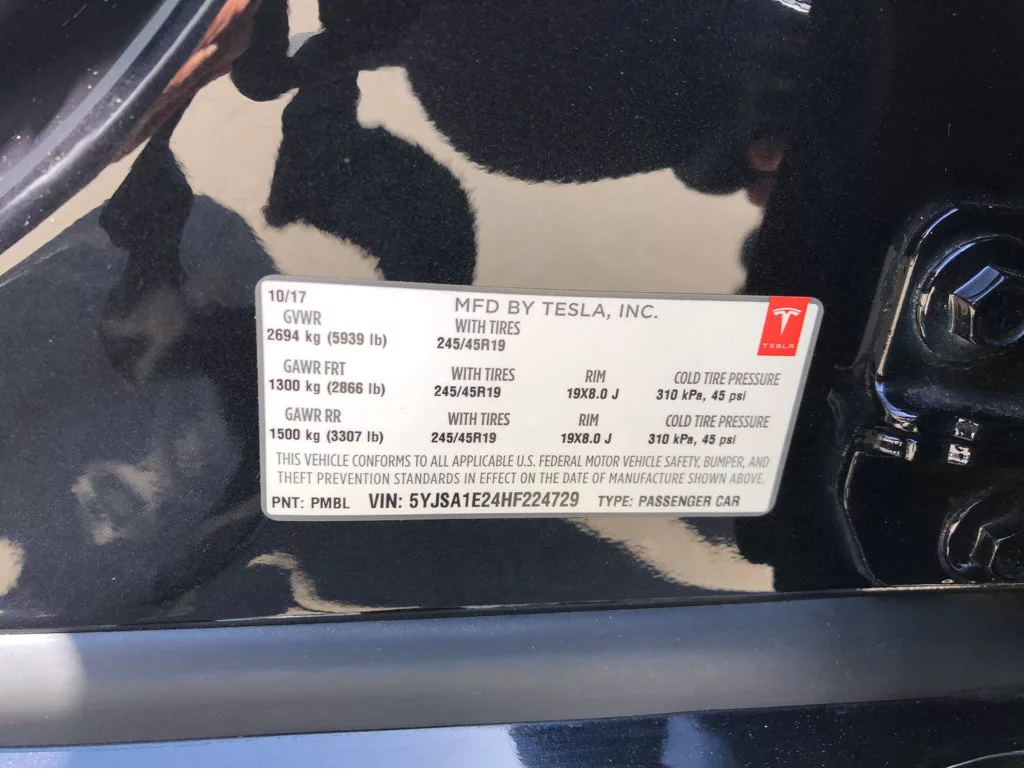 10/17 MFD BY TESLA, INC.
GVWR WITH TIRES
2694 kg (5939 lb) 245/45R19
TESLA
GAWR FRT WITH TIRES RIM COLD TIRE PRESSURE
1300 kg (2866 lb) 245/45R19 19X8.0 J 310 kPa, 45 psi
GAWR RR WITH TIRES RIM COLD TIRE PRESSURE
1500 kg (3307 lb) 245/45R19 19X8.0 J 310 kPa, 45 psi
THIS VEHICLE CONFORMS TO ALL APPLICABLE U.S. FEDERAL MOTOR VEHICLE SAFETY, BUMPER, AND
THEFT PREVENTION STANDARDS IN EFFECT ON THE DATE OF MANUFACTURE SHOWN ABOVE.
PNT: PMBL VIN: 5YJSA1E24HF224729 TYPE: PASSENGER CAR